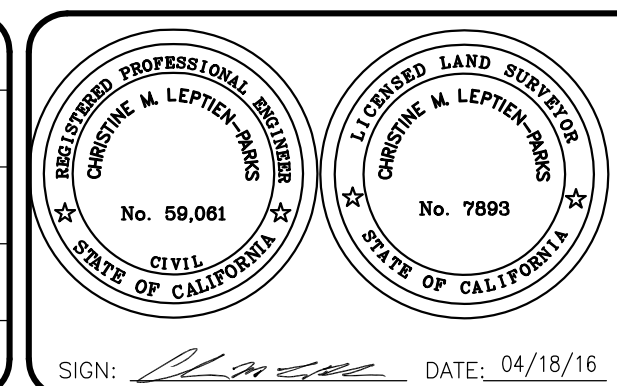 REGISTERED PROFESSIONAL ENGINEER
CHRISTINE M. LEPTIEN-PARKS
No. 59,061
CIVIL
STATE OF CALIFORNIA
LICENSED LAND SURVEYOR
CHRISTINE M. LEPTIEN-PARKS
No. 7893
STATE OF CALIFORNIA
SIGN: DATE: 04/18/16